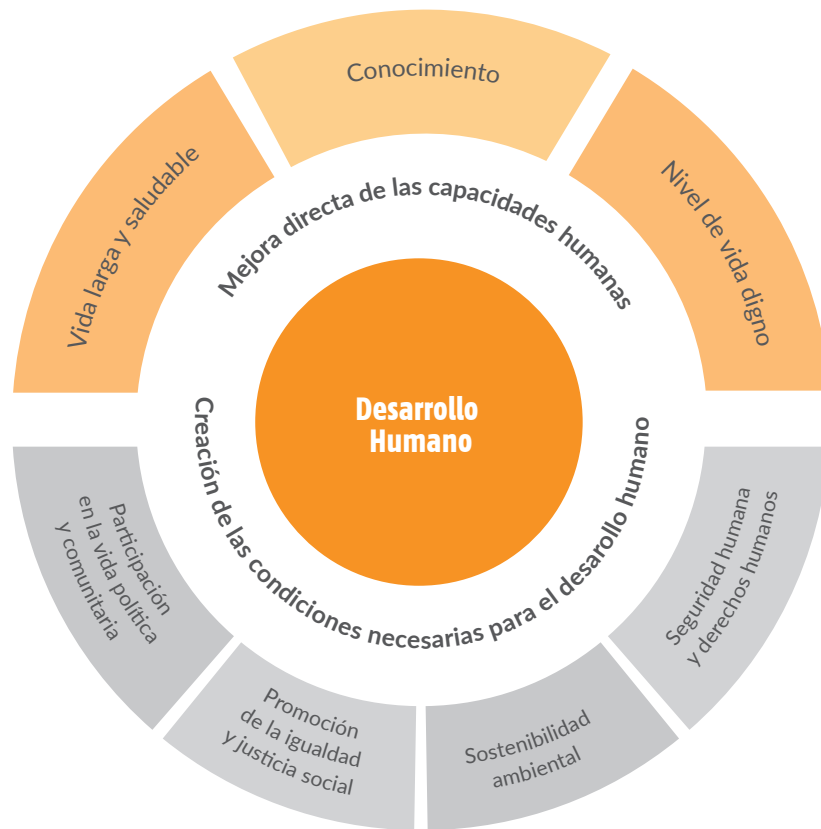 Conocimiento
Vida larga y saludable
Nivel de vida digno
Mejora directa de las capacidades humanas
Desarrollo
Humano
Creación de las condiciones necesarias para el desarollo humano
Participación
en la vida política
y comunitaria
Promoción
de la igualdad
y justicia social
Sostenibilidad
ambiental
Seguridad humana
y derechos humanos